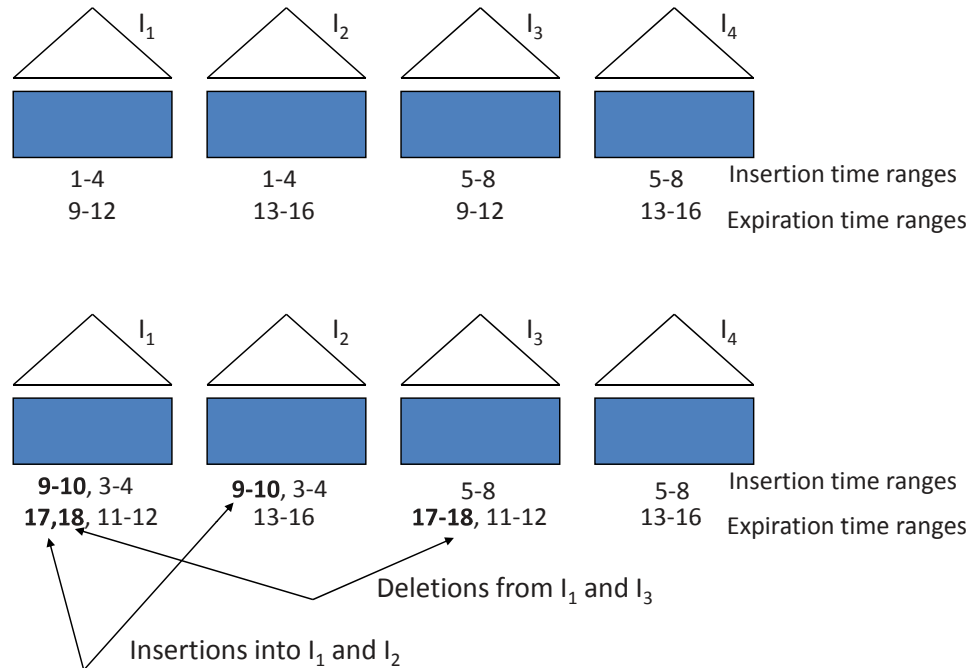 I₁ I₂ I₃ I₄
1-4 1-4 5-8 5-8 Insertion time ranges
9-12 13-16 9-12 13-16 Expiration time ranges
I₁ I₂ I₃ I₄
9-10, 3-4 9-10, 3-4 5-8 5-8 Insertion time ranges
17,18, 11-12 13-16 17-18, 11-12 13-16 Expiration time ranges
Deletions from I₁ and I₃
Insertions into I₁ and I₂